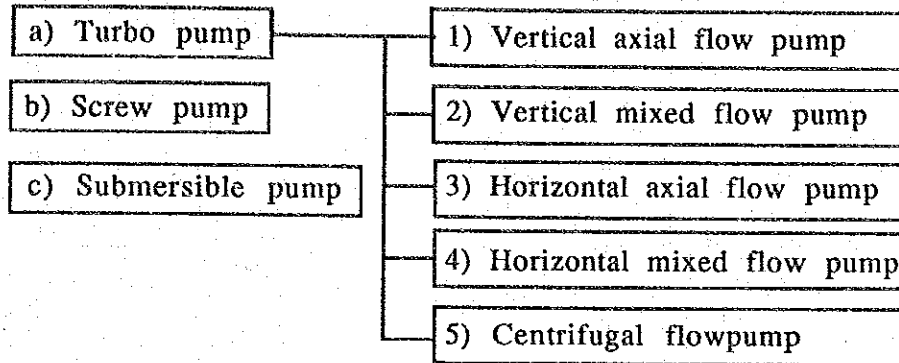 a) Turbo pump
b) Screw pump
c) Submersible pump
1) Vertical axial flow pump
2) Vertical mixed flow pump
3) Horizontal axial flow pump
4) Horizontal mixed flow pump
5) Centrifugal flowpump